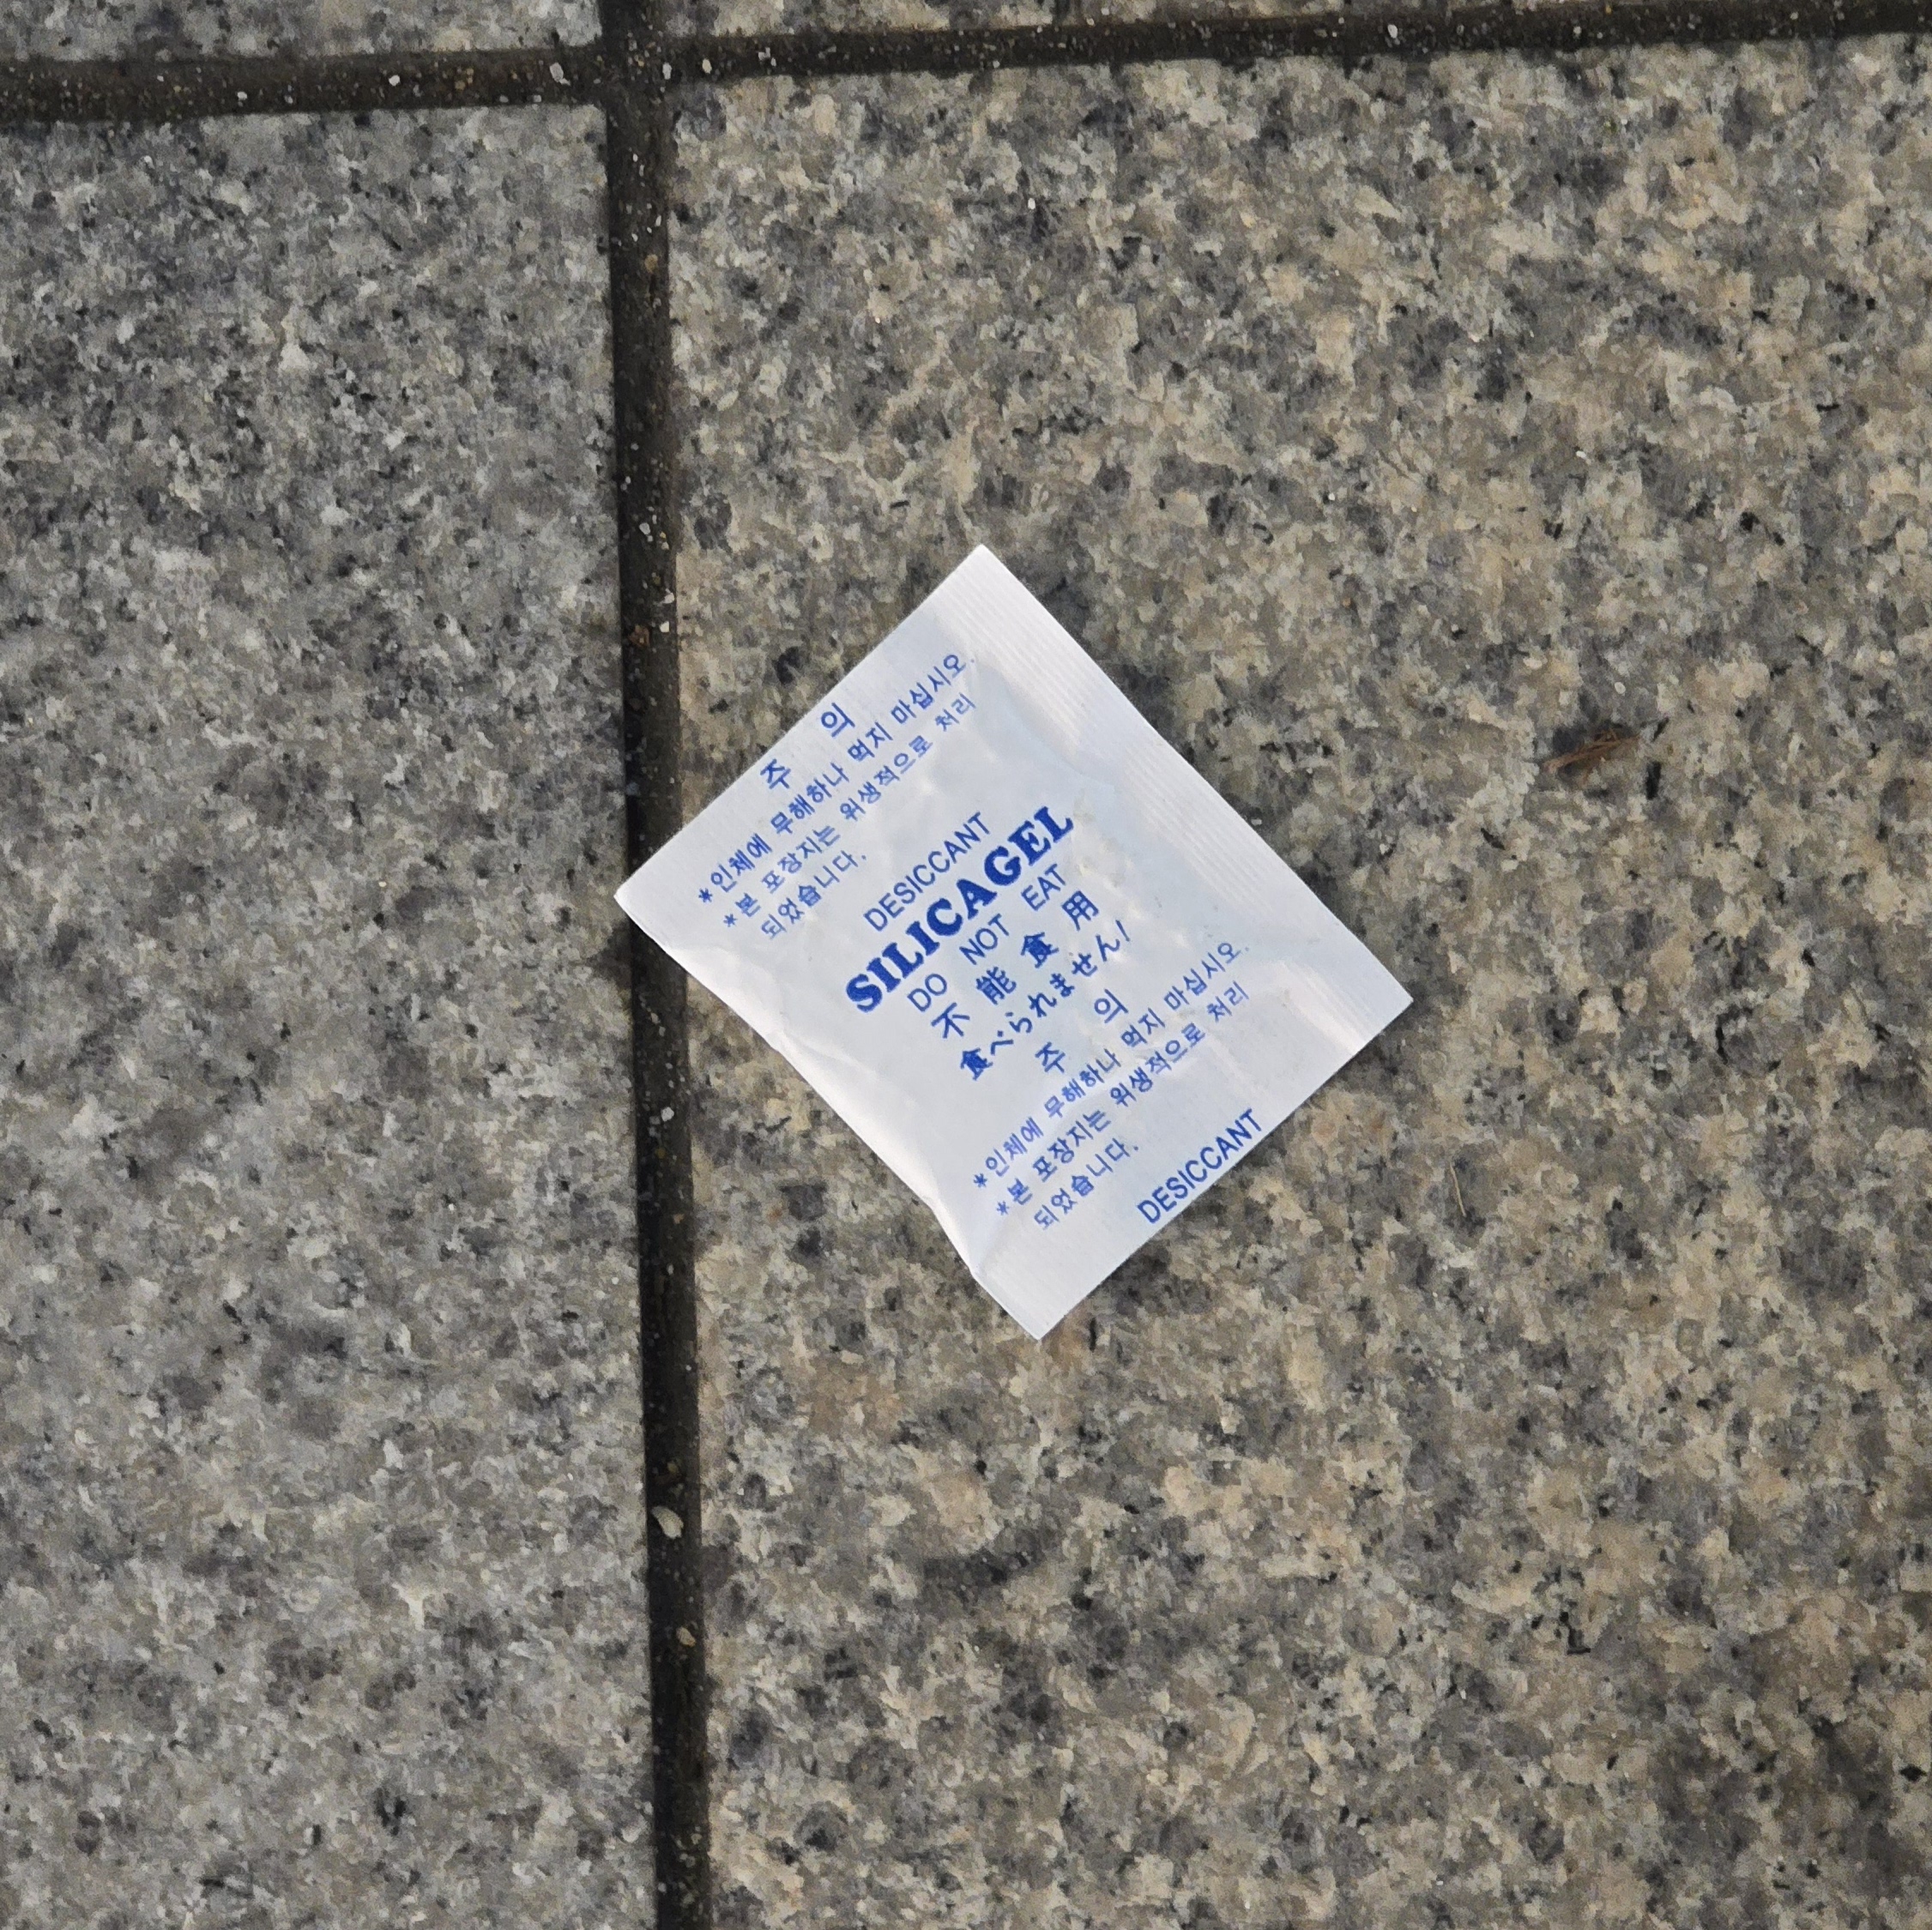 주 의
*인체에 무해하나 먹지 마십시오.
*본 포장지는 위생적으로 처리
되었습니다.
DESICCANT
SILICAGEL
DO NOT EAT
不能食用
食べられません!
주 의
*인체에 무해하나 먹지 마십시오.
*본 포장지는 위생적으로 처리
되었습니다.
DESICCANT